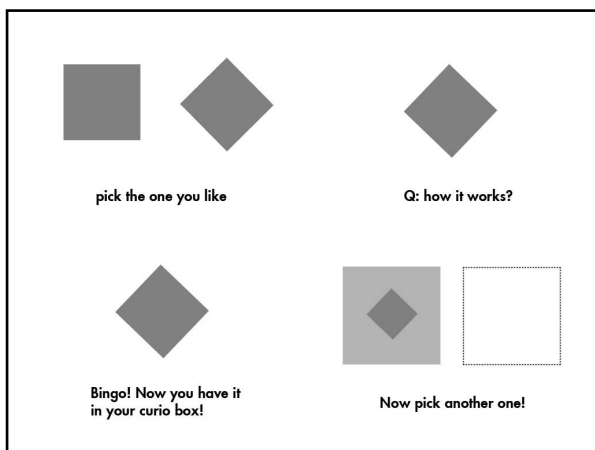 pick the one you like
Q: how it works?
Bingo! Now you have it
in your curio box!
Now pick another one!